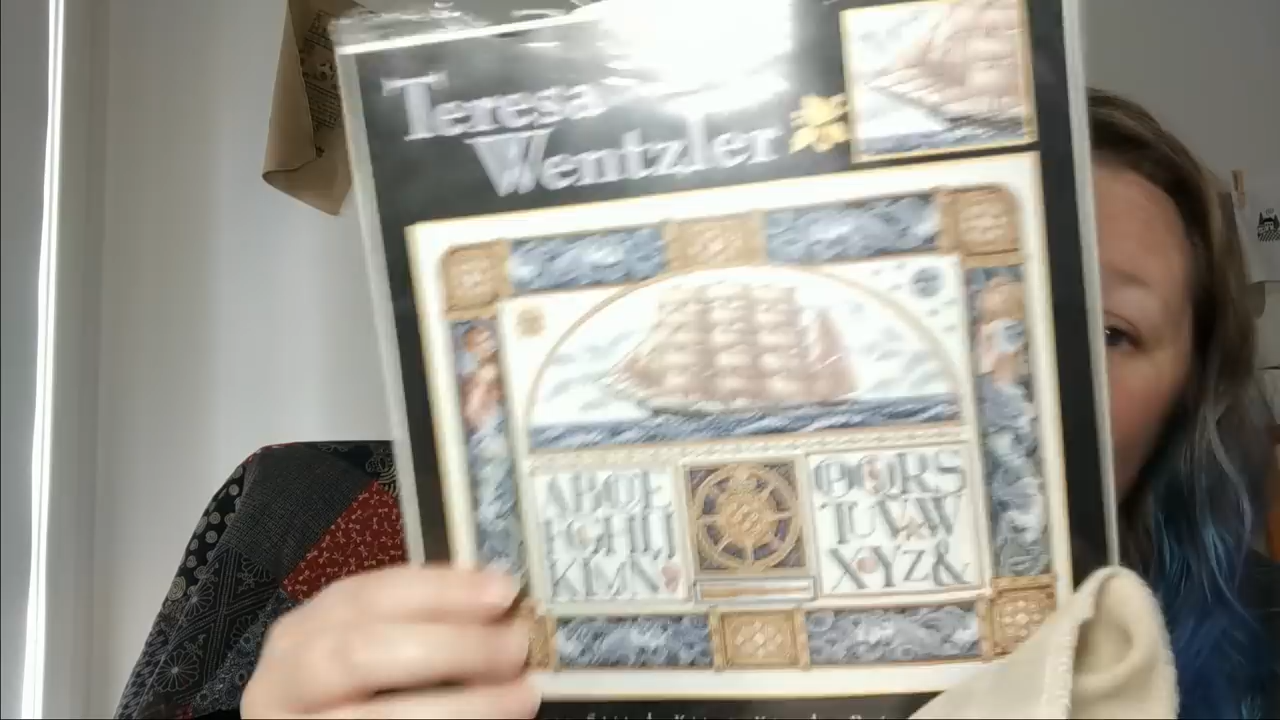 Teresa
Wentzler
ABCDE
FGHIJ
KLMN
OPQRS
TUVW
XYZ&